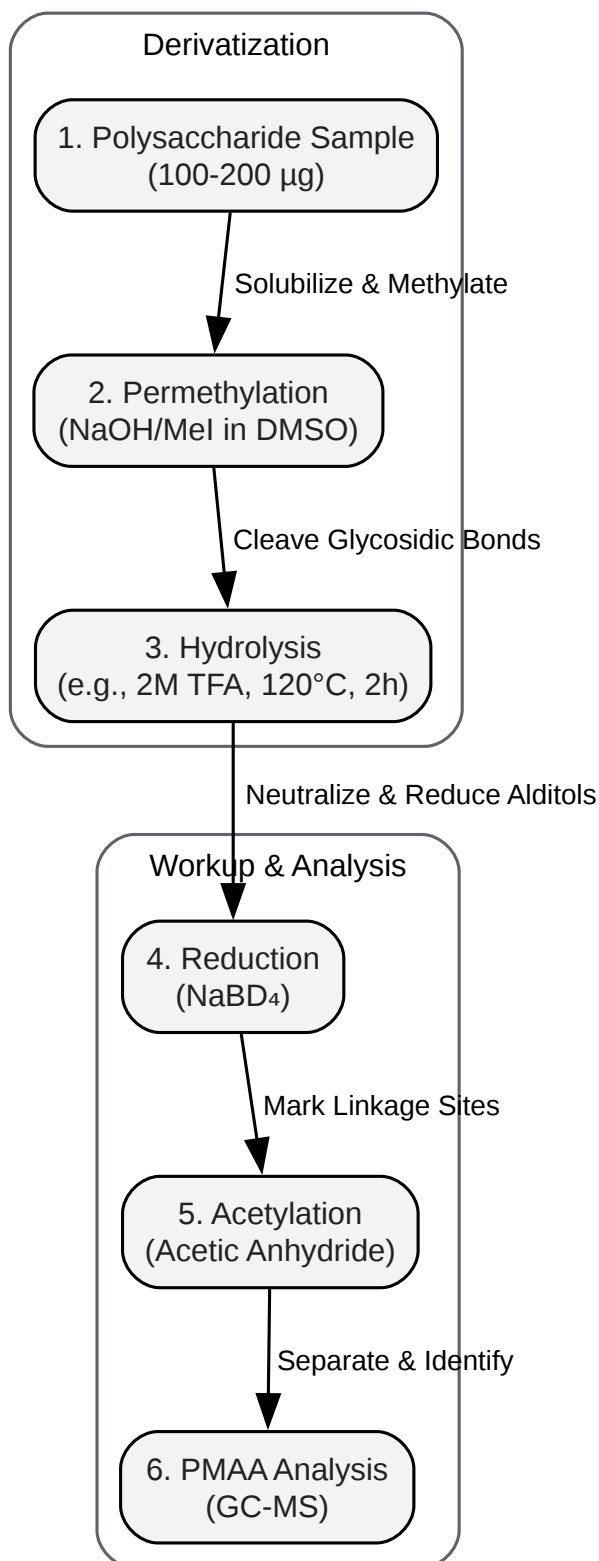 Derivatization
1. Polysaccharide Sample
(100-200 µg)
Solubilize & Methylate
2. Permethylation
(NaOH/MeI in DMSO)
Cleave Glycosidic Bonds
3. Hydrolysis
(e.g., 2M TFA, 120°C, 2h)
Neutralize & Reduce Alditols
Workup & Analysis
4. Reduction
(NaBD₄)
Mark Linkage Sites
5. Acetylation
(Acetic Anhydride)
Separate & Identify
6. PMAA Analysis
(GC-MS)